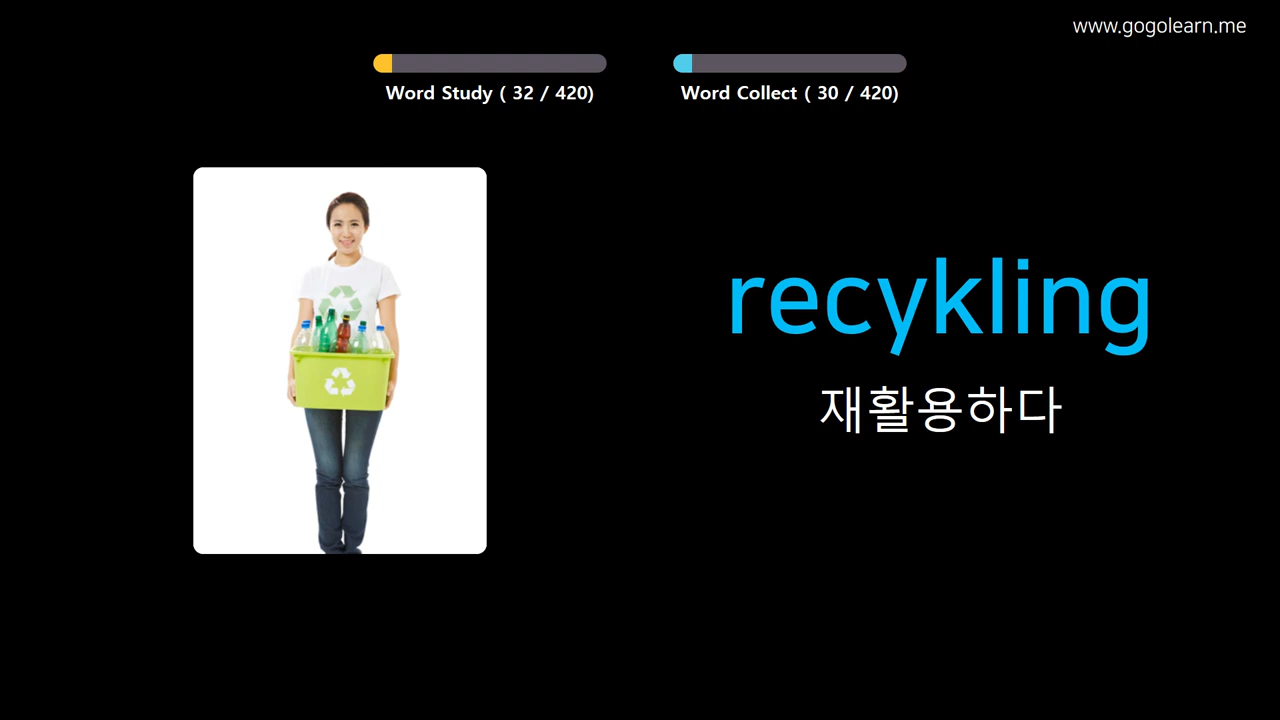 www.gogolearn.me
Word Study ( 32 / 420)
Word Collect ( 30 / 420)
recykling
재활용하다